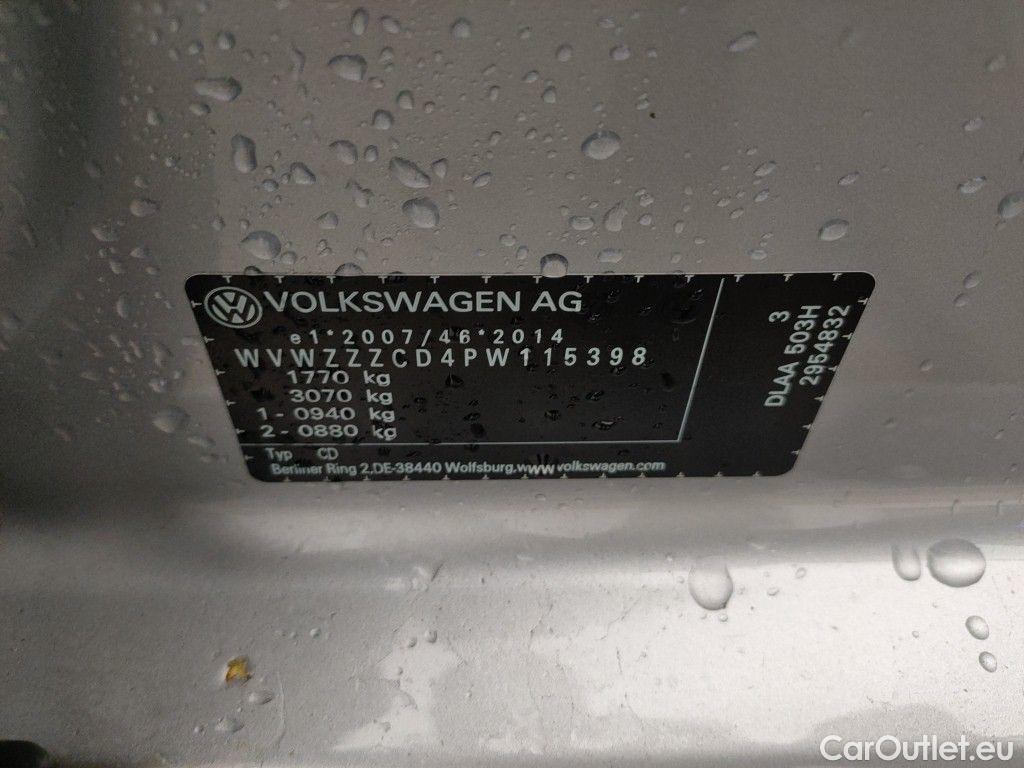 VOLKSWAGEN AG
e1*2007/46*2014
WVWZZZCD4PW115398
1770 kg
3070 kg
1- 0940 kg
2- 0880 kg
Typ CD
Berliner Ring 2,DE-38440 Wolfsburg,www.volkswagen.com
3
DLAA 503H
2954832
CarOutlet.eu